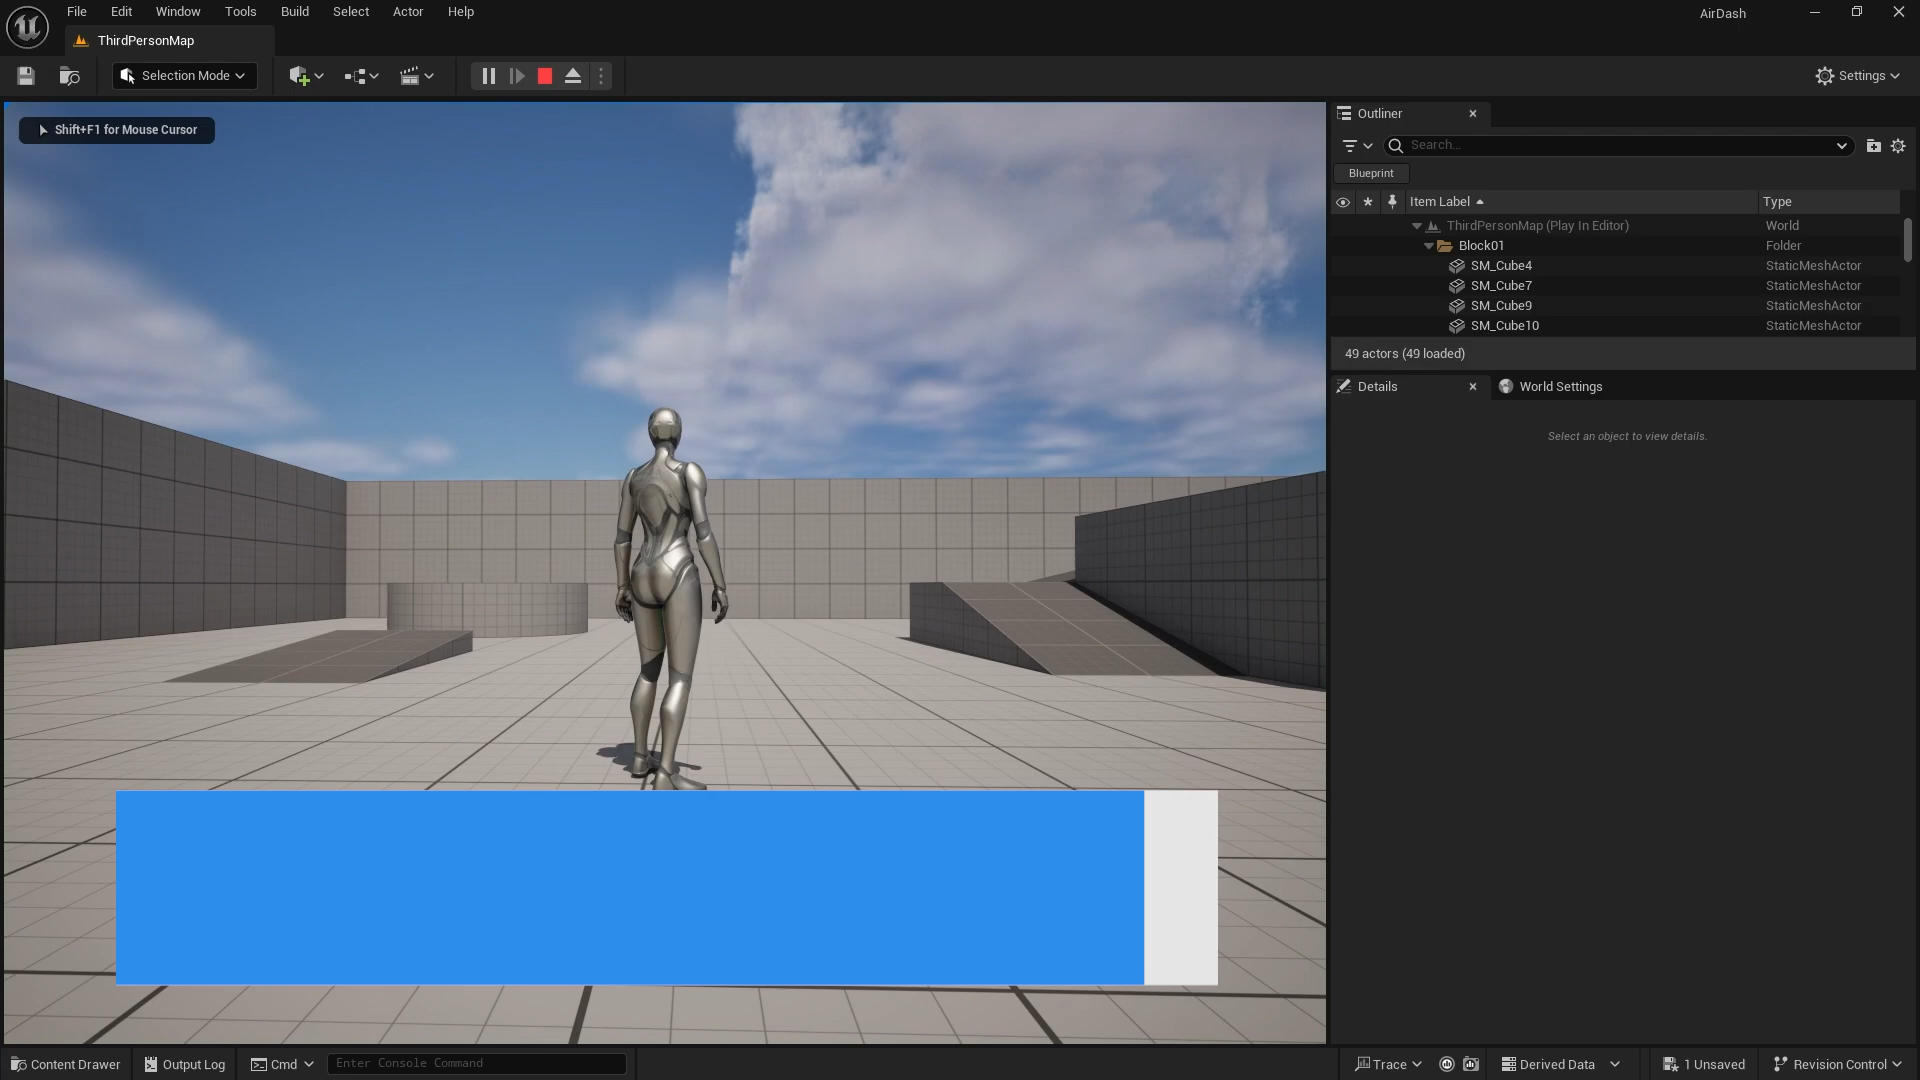 File Edit Window Tools Build Select Actor Help
AirDash
ThirdPersonMap
Selection Mode
Settings
Shift+F1 for Mouse Cursor
Outliner
Search...
Blueprint
Item Label Type
ThirdPersonMap (Play In Editor) World
Block01 Folder
SM_Cube4 StaticMeshActor
SM_Cube7 StaticMeshActor
SM_Cube9 StaticMeshActor
SM_Cube10 StaticMeshActor
49 actors (49 loaded)
Details World Settings
Select an object to view details.
Content Drawer Output Log Cmd Enter Console Command Trace Derived Data 1 Unsaved Revision Control